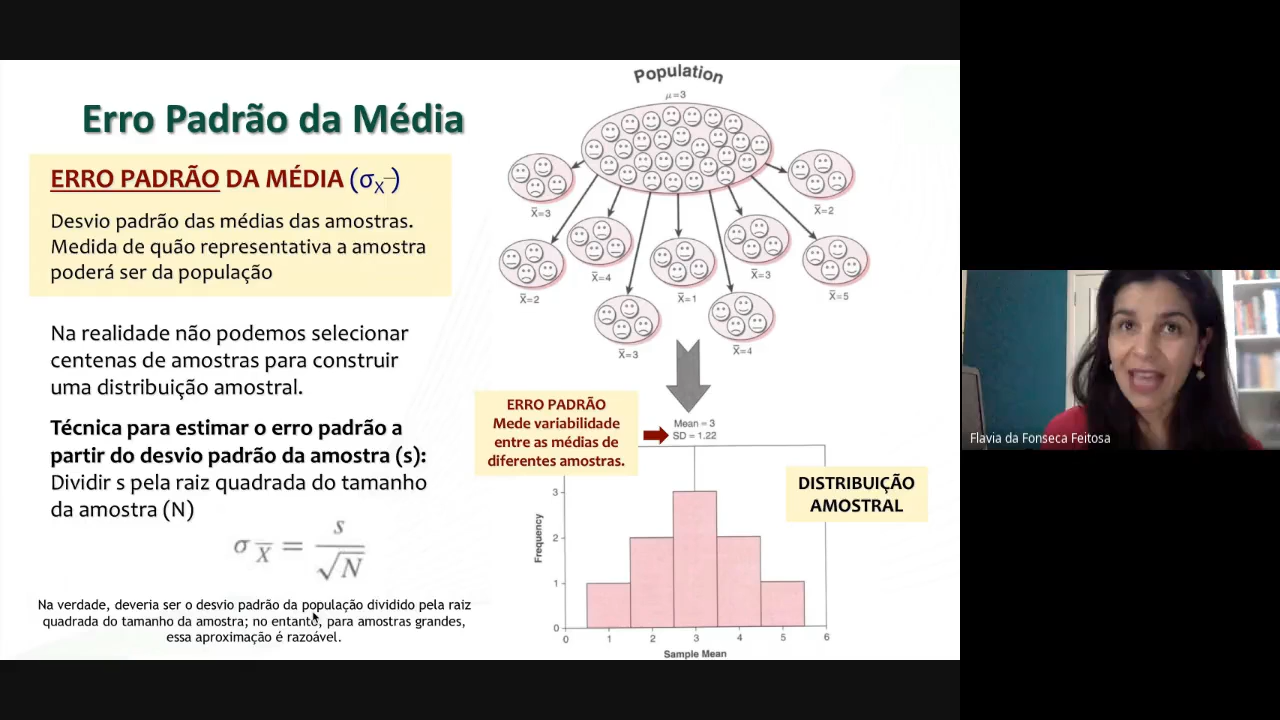 Erro Padrão da Média
ERRO PADRÃO DA MÉDIA (σX̅)
Desvio padrão das médias das amostras.
Medida de quão representativa a amostra
poderá ser da população
Na realidade não podemos selecionar
centenas de amostras para construir
uma distribuição amostral.
Técnica para estimar o erro padrão a
partir do desvio padrão da amostra (s):
Dividir s pela raiz quadrada do tamanho
da amostra (N)
σX̅ = s/√N
Na verdade, deveria ser o desvio padrão da população dividido pela raiz
quadrada do tamanho da amostra; no entanto, para amostras grandes,
essa aproximação é razoável.
Population
μ=3
X̅=3
X̅=2
X̅=4
X̅=3
X̅=1
X̅=4
X̅=3
X̅=5
X̅=2
ERRO PADRÃO
Mede variabilidade
entre as médias de
diferentes amostras.
Mean = 3
SD = 1.22
DISTRIBUIÇÃO
AMOSTRAL
Frequency
3
2
1
0
0 1 2 3 4 5 6
Sample Mean
Flavia da Fonseca Feitosa